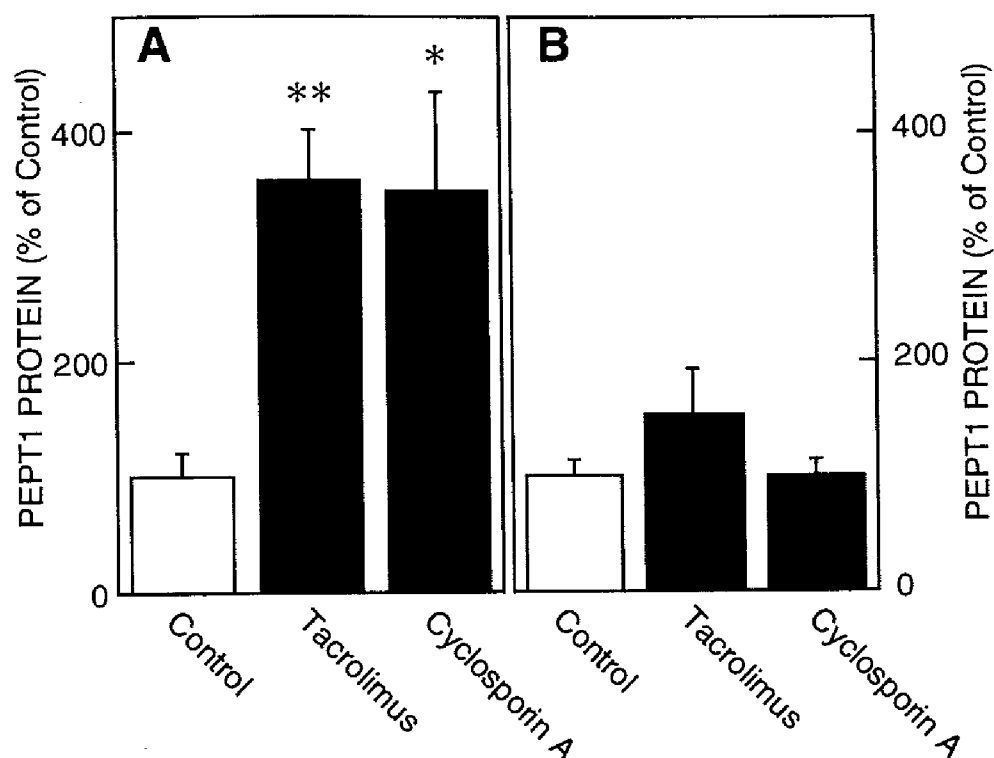 A
B
**
*
PEPT1 PROTEIN (% of Control)
400
200
0
400
200
0
PEPT1 PROTEIN (% of Control)
Control
Tacrolimus
Cyclosporin A
Control
Tacrolimus
Cyclosporin A